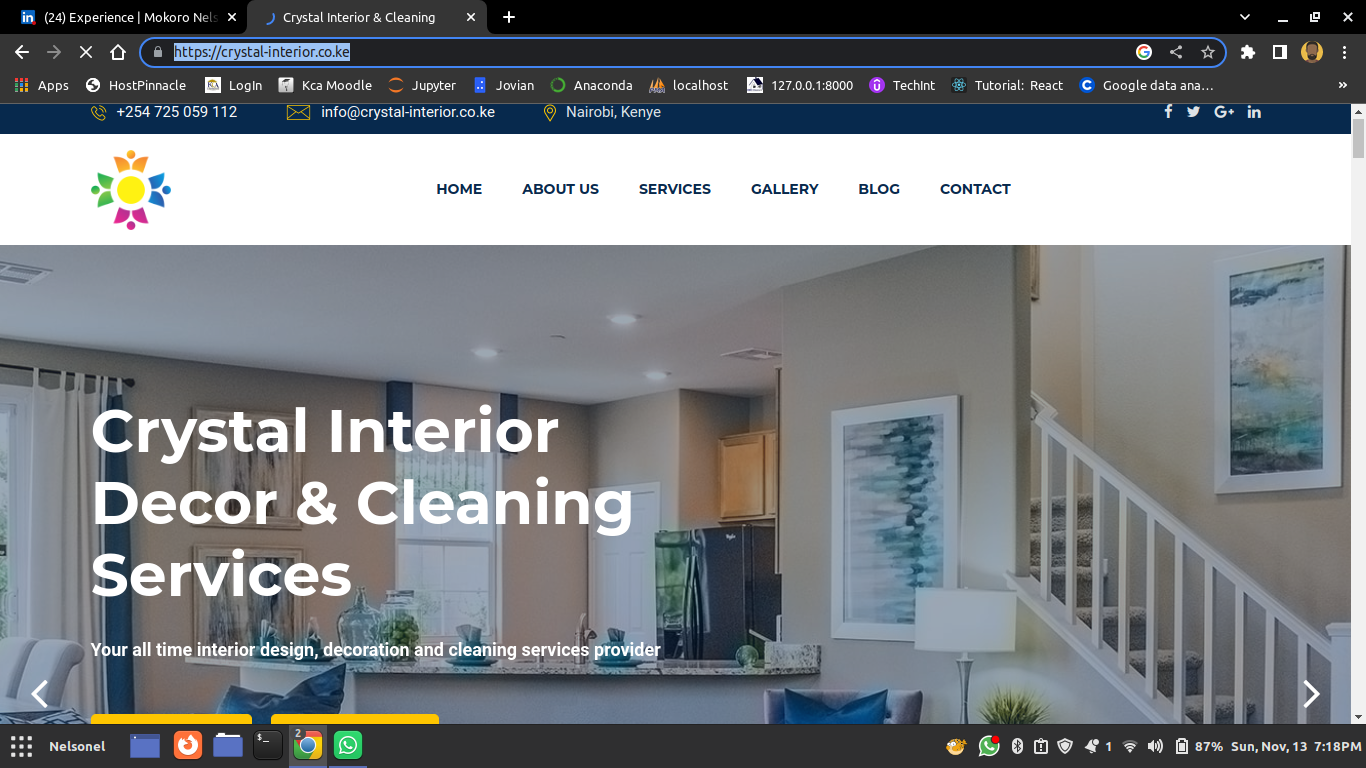 (24) Experience | Mokoro Nels
Crystal Interior & Cleaning
https://crystal-interior.co.ke
Apps
HostPinnacle
LogIn
Kca Moodle
Jupyter
Jovian
Anaconda
localhost
127.0.0.1:8000
TechInt
Tutorial: React
Google data ana...
»
+254 725 059 112
info@crystal-interior.co.ke
Nairobi, Kenye
HOME
ABOUT US
SERVICES
GALLERY
BLOG
CONTACT
Crystal Interior
Decor & Cleaning
Services
Your all time interior design, decoration and cleaning services provider
Nelsonel
2
1
87%
Sun, Nov, 13 7:18PM